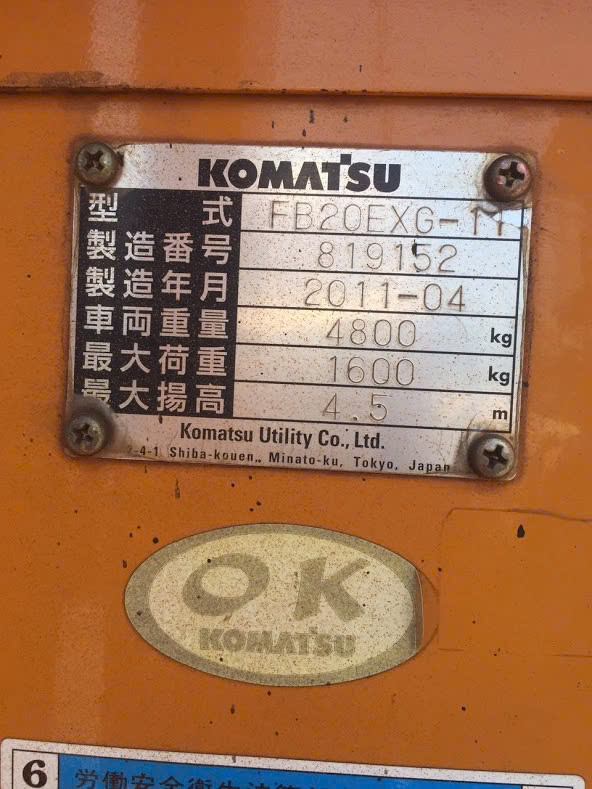 KOMATSU
型式 FB20EXG-11
製造番号 819152
製造年月 2011-04
車両重量 4800 kg
最大荷重 1600 kg
最大揚高 4.5 m
Komatsu Utility Co., Ltd.
-4-1, Shiba-kouen,, Minato-ku, Tokyo, Japan
OK
KOMATSU
6 労働安全衛生法